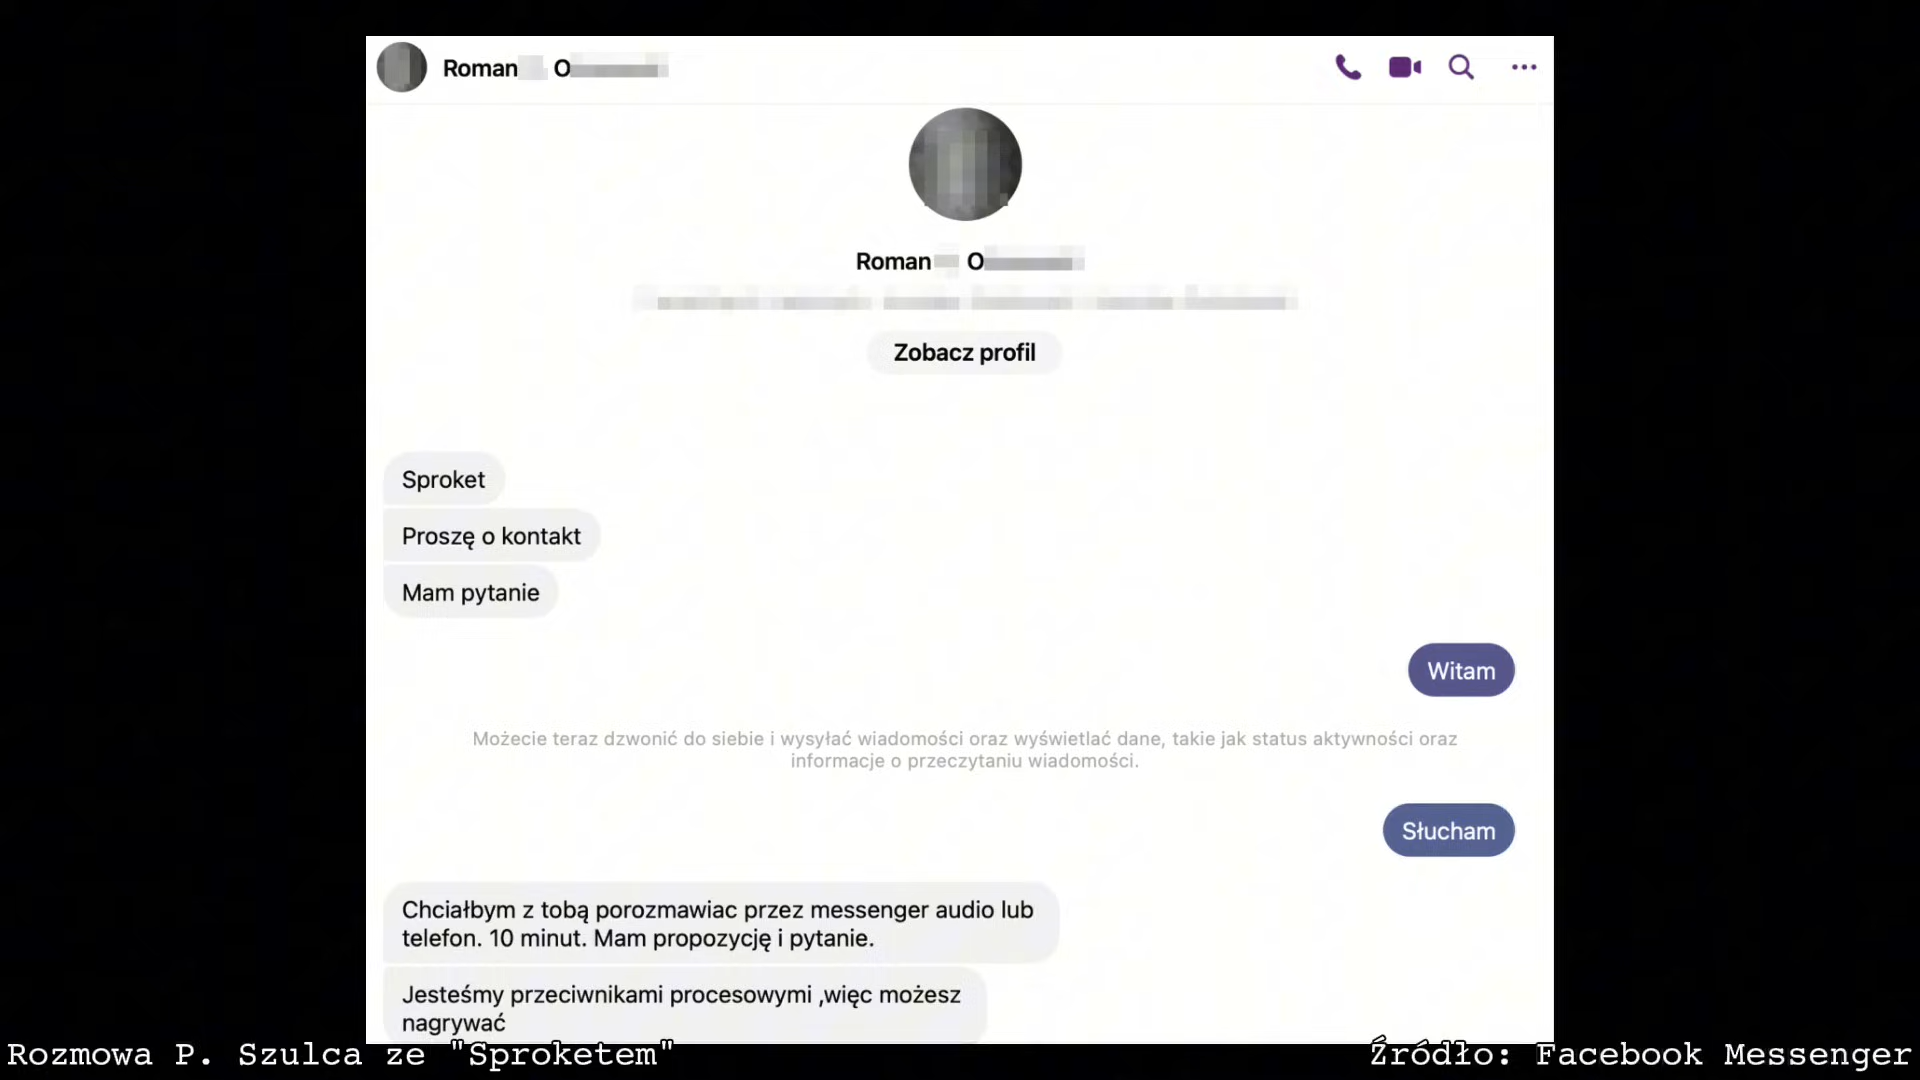 Roman O
Roman O
Zobacz profil
Sproket
Proszę o kontakt
Mam pytanie
Witam
Możecie teraz dzwonić do siebie i wysyłać wiadomości oraz wyświetlać dane, takie jak status aktywności oraz
informacje o przeczytaniu wiadomości.
Słucham
Chciałbym z tobą porozmawiac przez messenger audio lub
telefon. 10 minut. Mam propozycję i pytanie.
Jesteśmy przeciwnikami procesowymi ,więc możesz
nagrywać
Rozmowa P. Szulca ze "Sproketem"
Źródło: Facebook Messenger